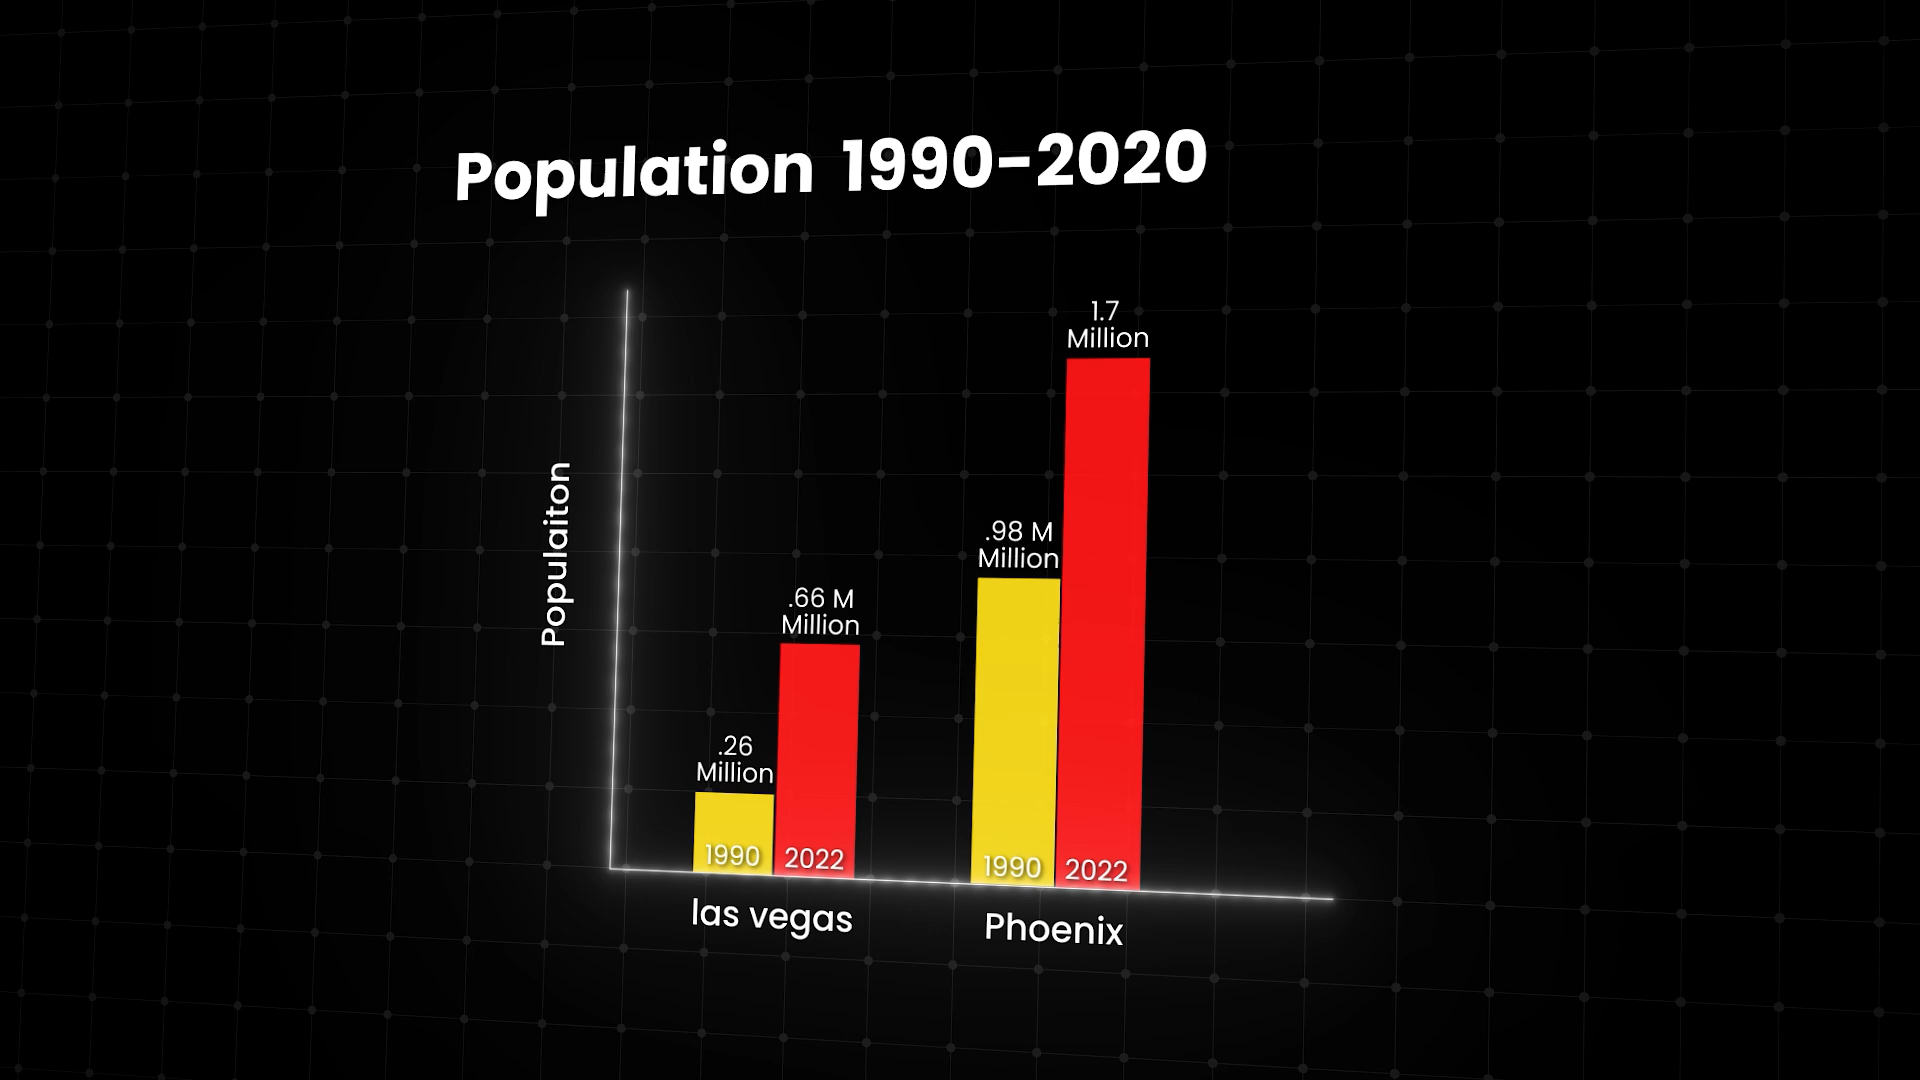 Population 1990-2020
1.7
Million
.98 M
Million
.66 M
Million
.26
Million
Populaiton
1990
2022
1990
2022
las vegas
Phoenix